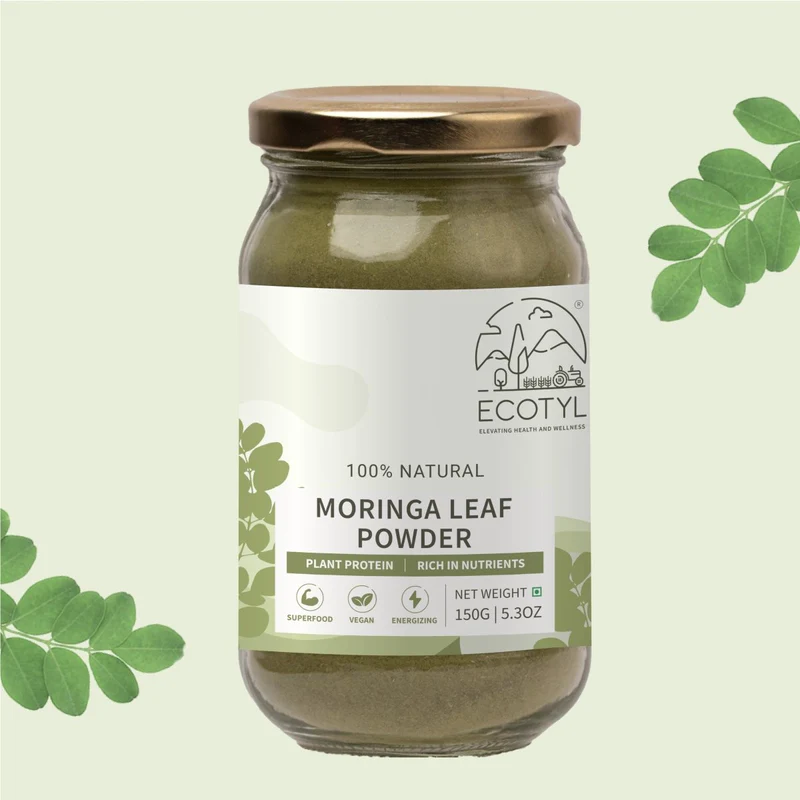 ®
ECOTYL
ELEVATING HEALTH AND WELLNESS
100% NATURAL
MORINGA LEAF
POWDER
PLANT PROTEIN | RICH IN NUTRIENTS
SUPERFOOD VEGAN ENERGIZING
NET WEIGHT
150G | 5.3OZ